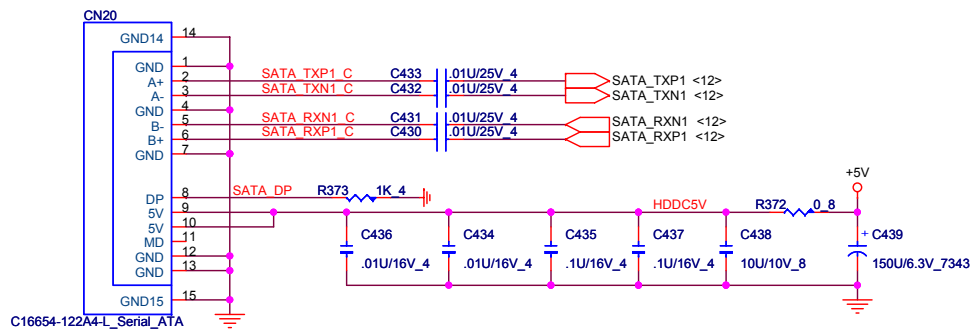 CN20
GND14 14
GND 1
A+ 2 SATA_TXP1_C C433 .01U/25V_4 SATA_TXP1 <12>
A- 3 SATA_TXN1_C C432 .01U/25V_4 SATA_TXN1 <12>
GND 4
B- 5 SATA_RXN1_C C431 .01U/25V_4 SATA_RXN1 <12>
B+ 6 SATA_RXP1_C C430 .01U/25V_4 SATA_RXP1 <12>
GND 7
+5V
DP 8 SATA_DP R373 1K_4
5V 9 HDDC5V R372 0_8
5V 10
MD 11
C436 C434 C435 C437 C438 + C439
GND 12
.01U/16V_4 .01U/16V_4 .1U/16V_4 .1U/16V_4 10U/10V_8 150U/6.3V_7343
GND 13
GND15 15
C16654-122A4-L_Serial_ATA